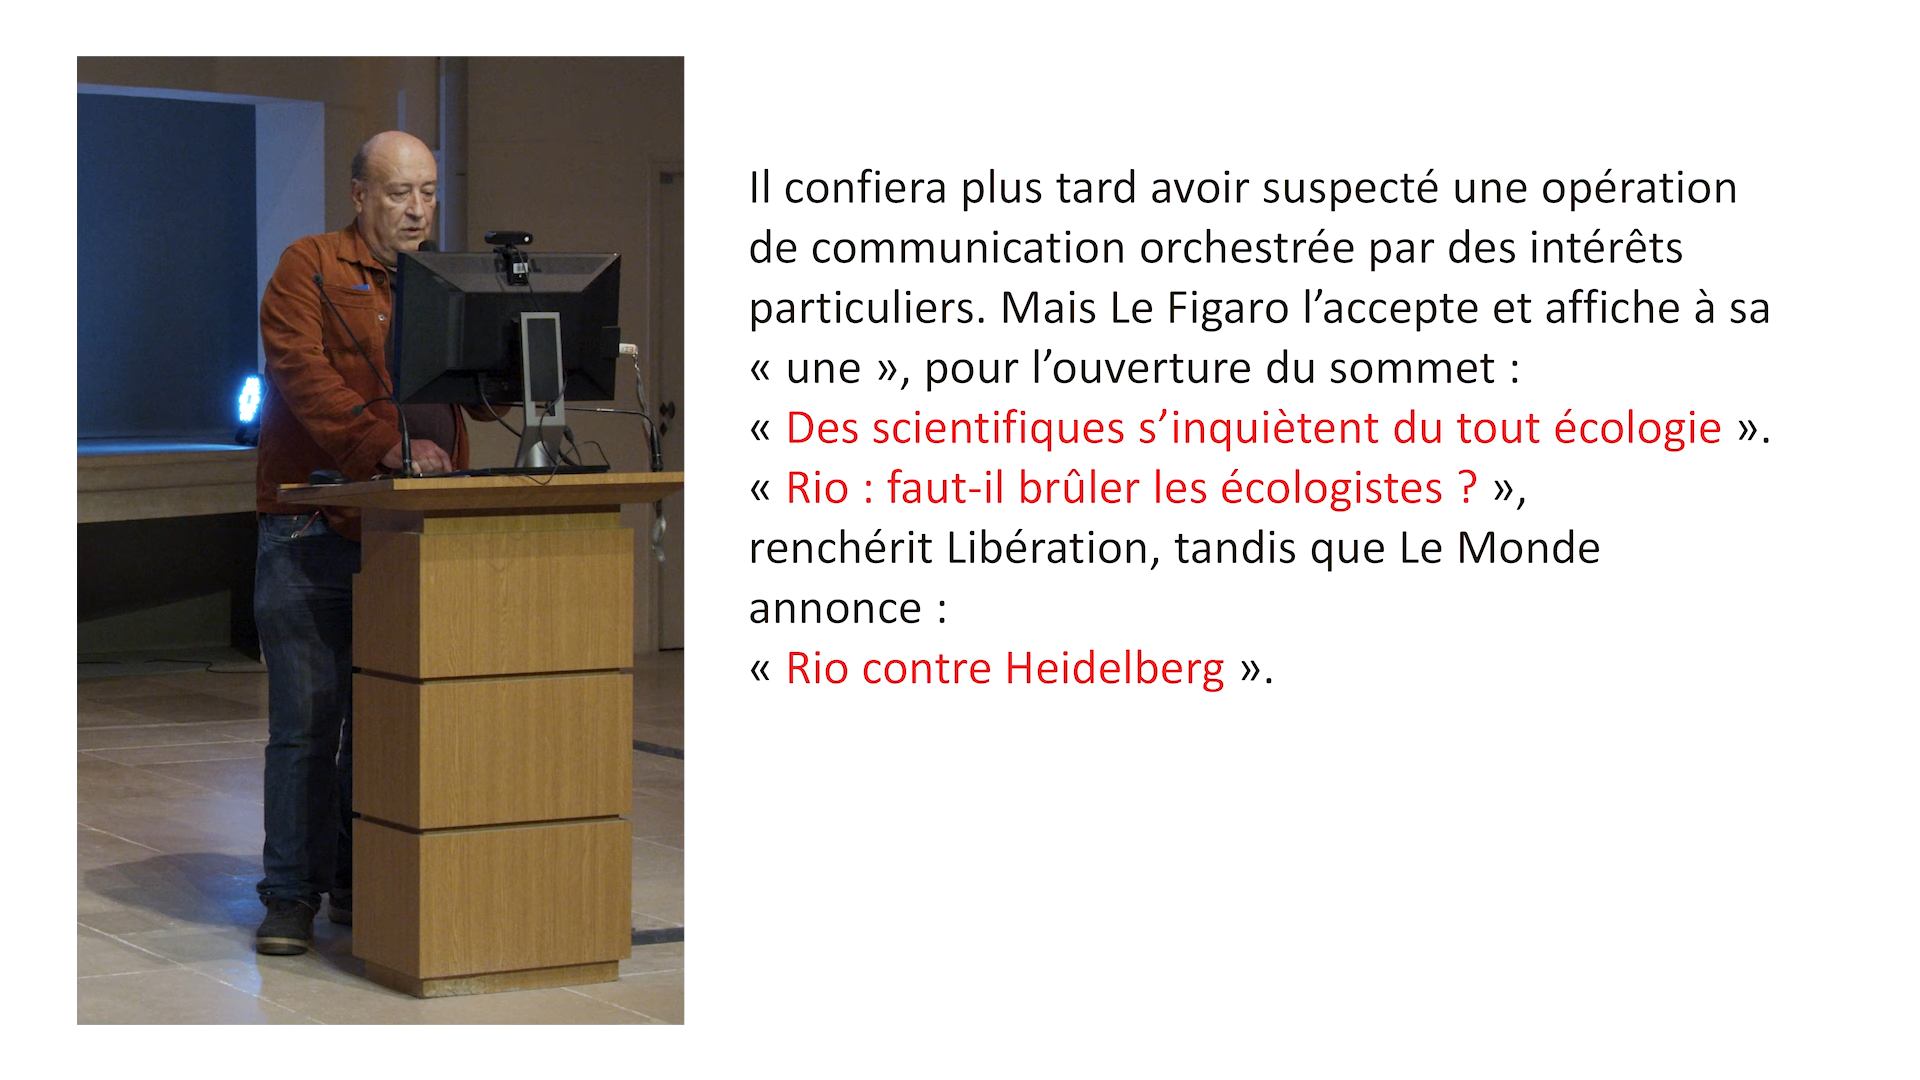 Il confiera plus tard avoir suspecté une opération
de communication orchestrée par des intérêts
particuliers. Mais Le Figaro l’accepte et affiche à sa
« une », pour l’ouverture du sommet :
« Des scientifiques s’inquiètent du tout écologie ».
« Rio : faut-il brûler les écologistes ? »,
renchérit Libération, tandis que Le Monde
annonce :
« Rio contre Heidelberg ».